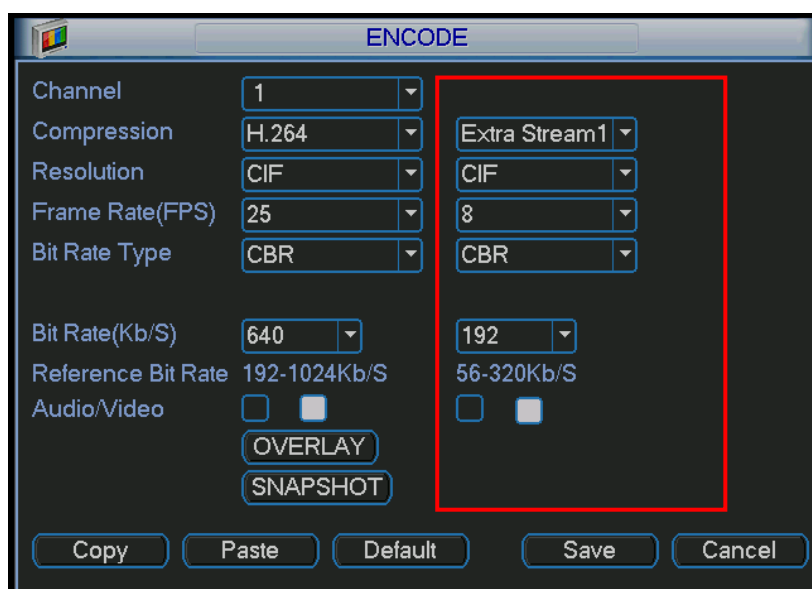 ENCODE
Channel 1
Compression H.264 Extra Stream1
Resolution CIF CIF
Frame Rate(FPS) 25 8
Bit Rate Type CBR CBR
Bit Rate(Kb/S) 640 192
Reference Bit Rate 192-1024Kb/S 56-320Kb/S
Audio/Video
OVERLAY
SNAPSHOT
Copy Paste Default Save Cancel